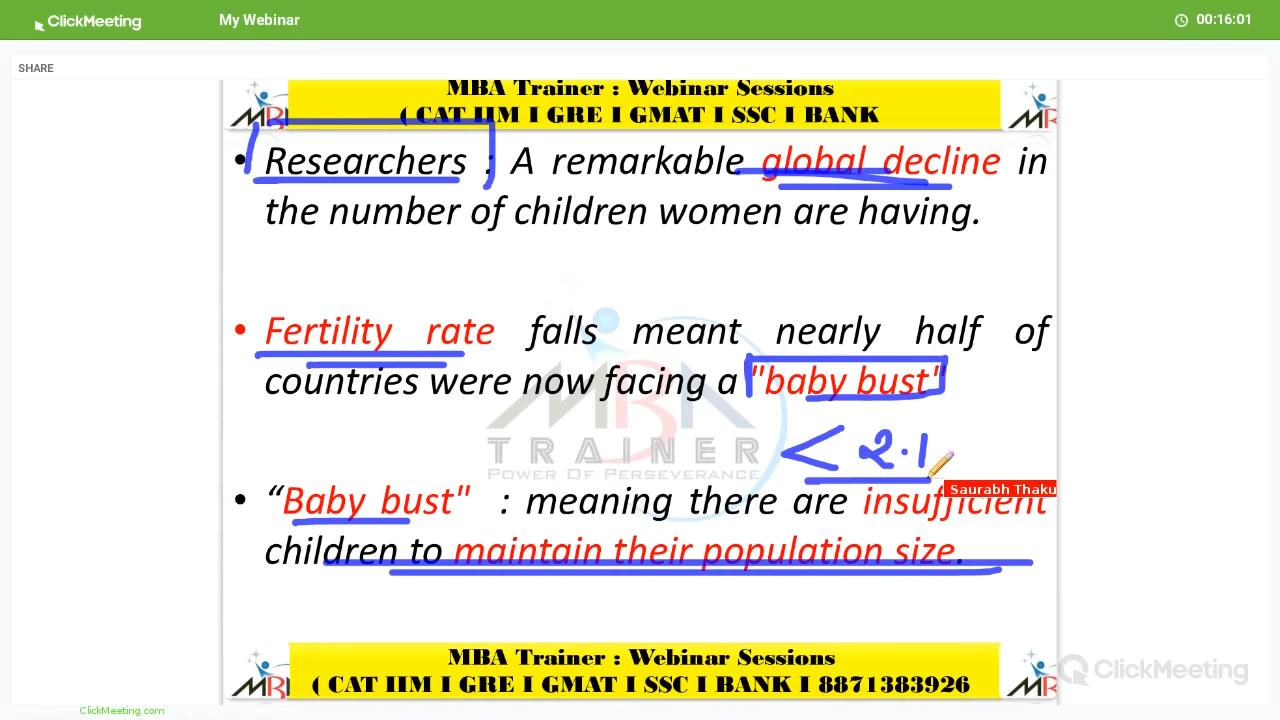 ClickMeeting My Webinar 00:16:01
SHARE
MBA Trainer : Webinar Sessions
( CAT IIM I GRE I GMAT I SSC I BANK
• Researchers : A remarkable global decline in
the number of children women are having.
• Fertility rate falls meant nearly half of
countries were now facing a "baby bust"
MBA
TRAINER
POWER OF PERSEVERANCE
< 2.1
Saurabh Thaku
• “Baby bust" : meaning there are insufficient
children to maintain their population size.
MBA Trainer : Webinar Sessions
( CAT IIM I GRE I GMAT I SSC I BANK I 8871383926
ClickMeeting
ClickMeeting.com